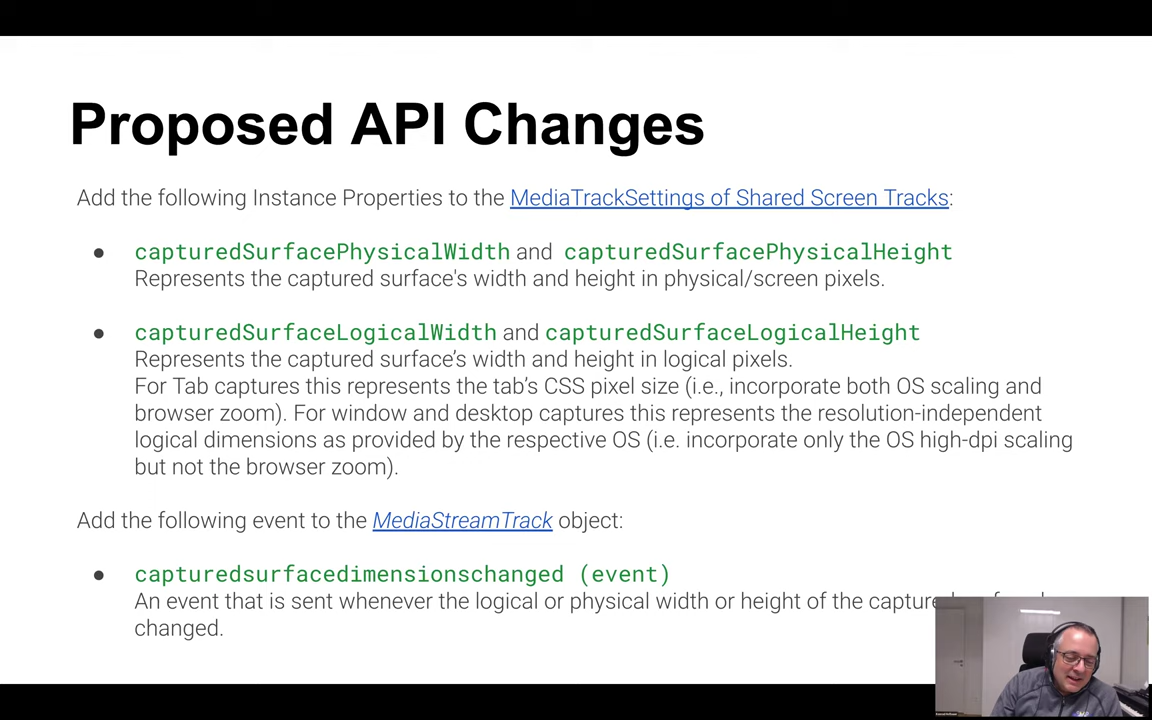 Proposed API Changes
Add the following Instance Properties to the MediaTrackSettings of Shared Screen Tracks:
● capturedSurfacePhysicalWidth and capturedSurfacePhysicalHeight
Represents the captured surface's width and height in physical/screen pixels.
● capturedSurfaceLogicalWidth and capturedSurfaceLogicalHeight
Represents the captured surface’s width and height in logical pixels.
For Tab captures this represents the tab’s CSS pixel size (i.e., incorporate both OS scaling and
browser zoom). For window and desktop captures this represents the resolution-independent
logical dimensions as provided by the respective OS (i.e. incorporate only the OS high-dpi scaling
but not the browser zoom).
Add the following event to the MediaStreamTrack object:
● capturedsurfacedimensionschanged (event)
An event that is sent whenever the logical or physical width or height of the
changed.